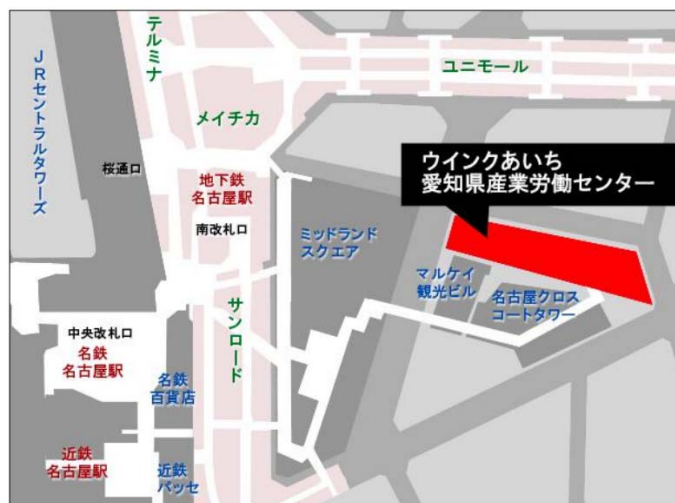 テルミナ
JRセントラルタワーズ
ユニモール
メイチカ
桜通口
地下鉄
名古屋駅
南改札口
ウインクあいち
愛知県産業労働センター
ミッドランド
スクエア
マルケイ
観光ビル
名古屋クロス
コートタワー
サンロード
中央改札口
名鉄
名古屋駅
名鉄
百貨店
近鉄
名古屋駅
近鉄
パッセ